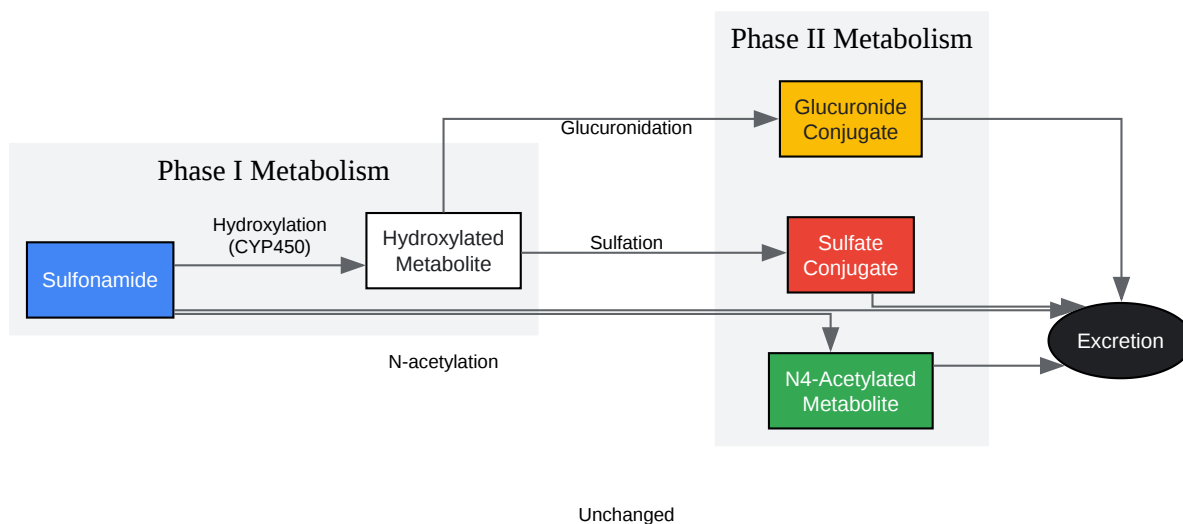 Phase II Metabolism
Glucuronide
Conjugate
Glucuronidation
Phase I Metabolism
Hydroxylation
(CYP450)
Hydroxylated
Metabolite
Sulfation
Sulfate
Conjugate
Sulfonamide
Excretion
N-acetylation
N4-Acetylated
Metabolite
Unchanged